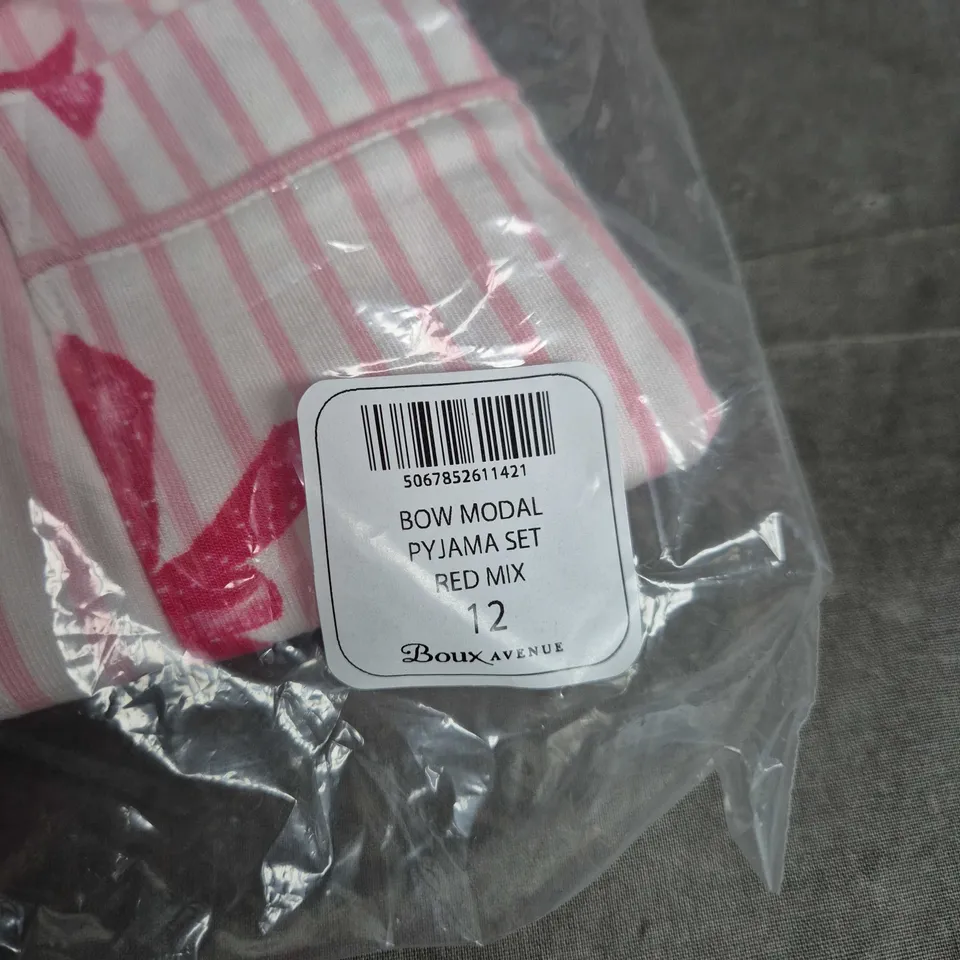 5067852611421
BOW MODAL
PYJAMA SET
RED MIX
12
Boux AVENUE